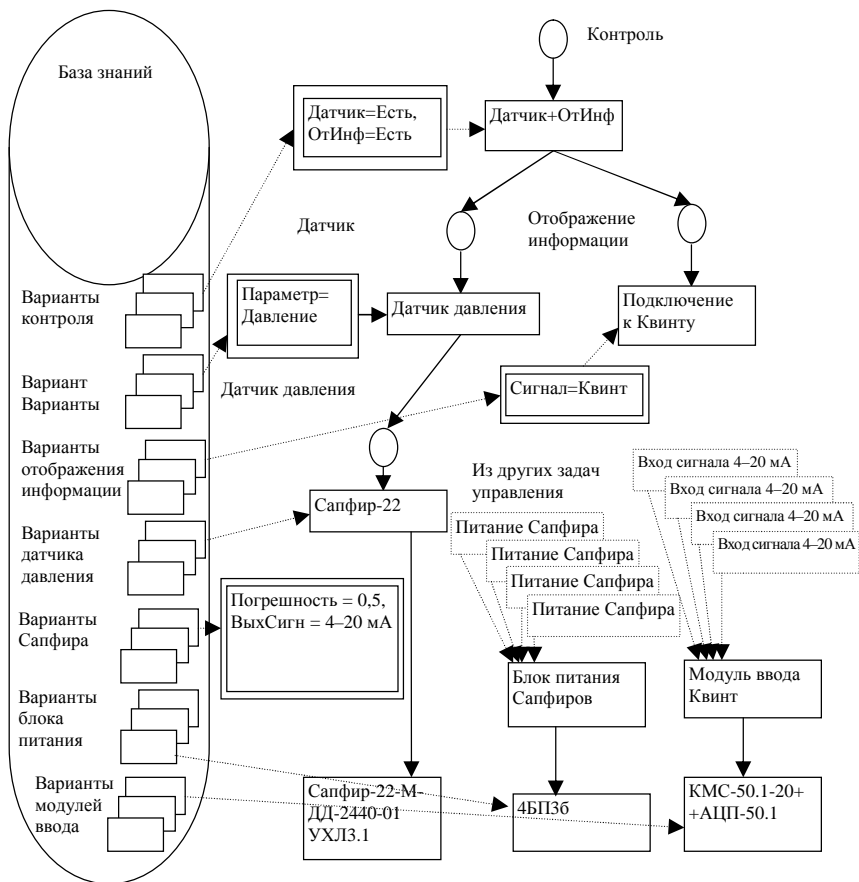 Контроль
База знаний
Датчик=Есть,
ОтИнф=Есть
Датчик+ОтИнф
Датчик
Отображение
информации
Варианты
контроля
Параметр=
Давление
Датчик давления
Подключение
к Квинту
Вариант
Варианты
Датчик давления
Сигнал=Квинт
Варианты
отображения
информации
Из других задач
управления
Вход сигнала 4–20 мА
Вход сигнала 4–20 мА
Вход сигнала 4–20 мА
Вход сигнала 4–20 мА
Сапфир-22
Питание Сапфира
Питание Сапфира
Питание Сапфира
Питание Сапфира
Варианты
датчика
давления
Погрешность = 0,5,
ВыхСигн = 4–20 мА
Варианты
Сапфира
Блок питания
Сапфиров
Модуль ввода
Квинт
Варианты
блока
питания
Варианты
модулей
ввода
Сапфир-22-М-
ДД-2440-01
УХЛ3.1
4БП3б
КМС-50.1-20+
+АЦП-50.1